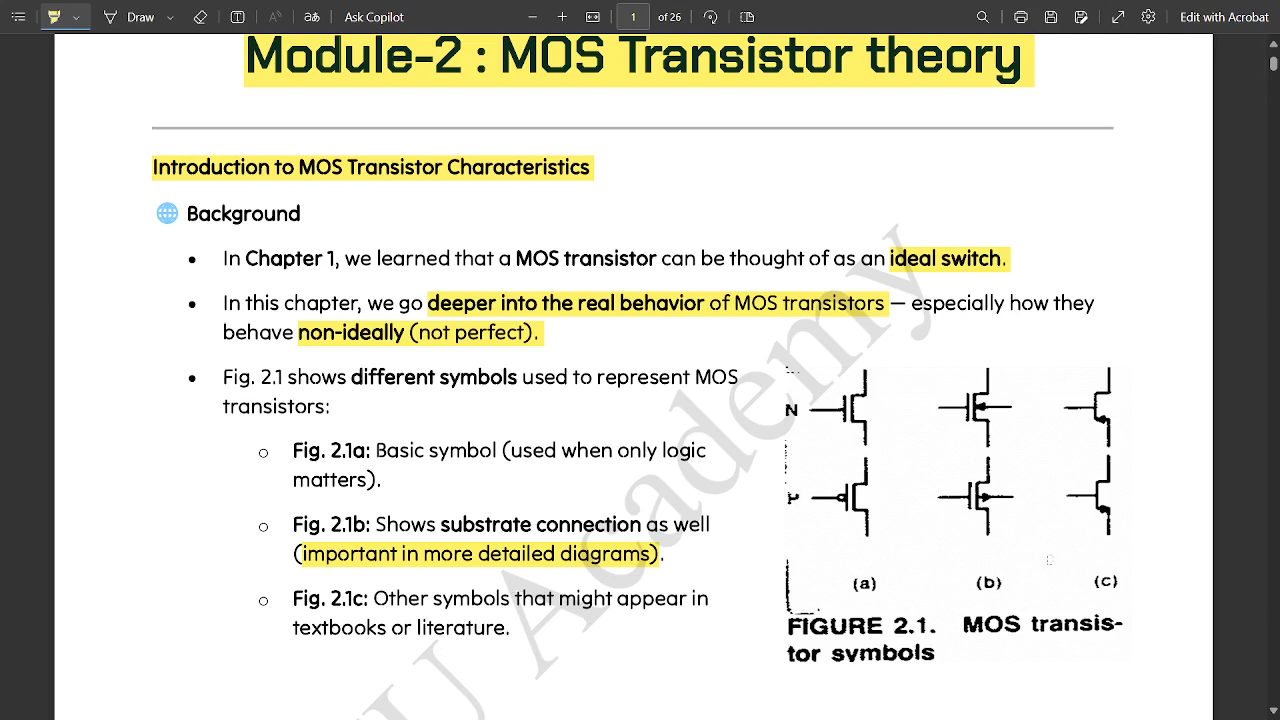 Draw
Ask Copilot
1 of 26
Edit with Acrobat
Module-2 : MOS Transistor theory
Introduction to MOS Transistor Characteristics
🌐 Background
• In Chapter 1, we learned that a MOS transistor can be thought of as an ideal switch.
• In this chapter, we go deeper into the real behavior of MOS transistors — especially how they
behave non-ideally (not perfect).
• Fig. 2.1 shows different symbols used to represent MOS
transistors:
○ Fig. 2.1a: Basic symbol (used when only logic
matters).
○ Fig. 2.1b: Shows substrate connection as well
(important in more detailed diagrams).
○ Fig. 2.1c: Other symbols that might appear in
textbooks or literature.
N
P
(a) (b) (c)
FIGURE 2.1. MOS transis-
tor symbols
U Academy